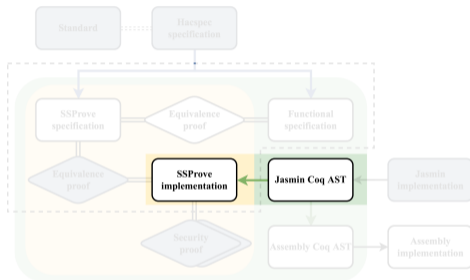 Standard
Hacspec
specification
SSProve
specification
Equivalence
proof
Functional
specification
Equivalence
proof
SSProve
implementation
Jasmin Coq AST
Jasmin
implementation
Security
proof
Assembly Coq AST
Assembly
implementation